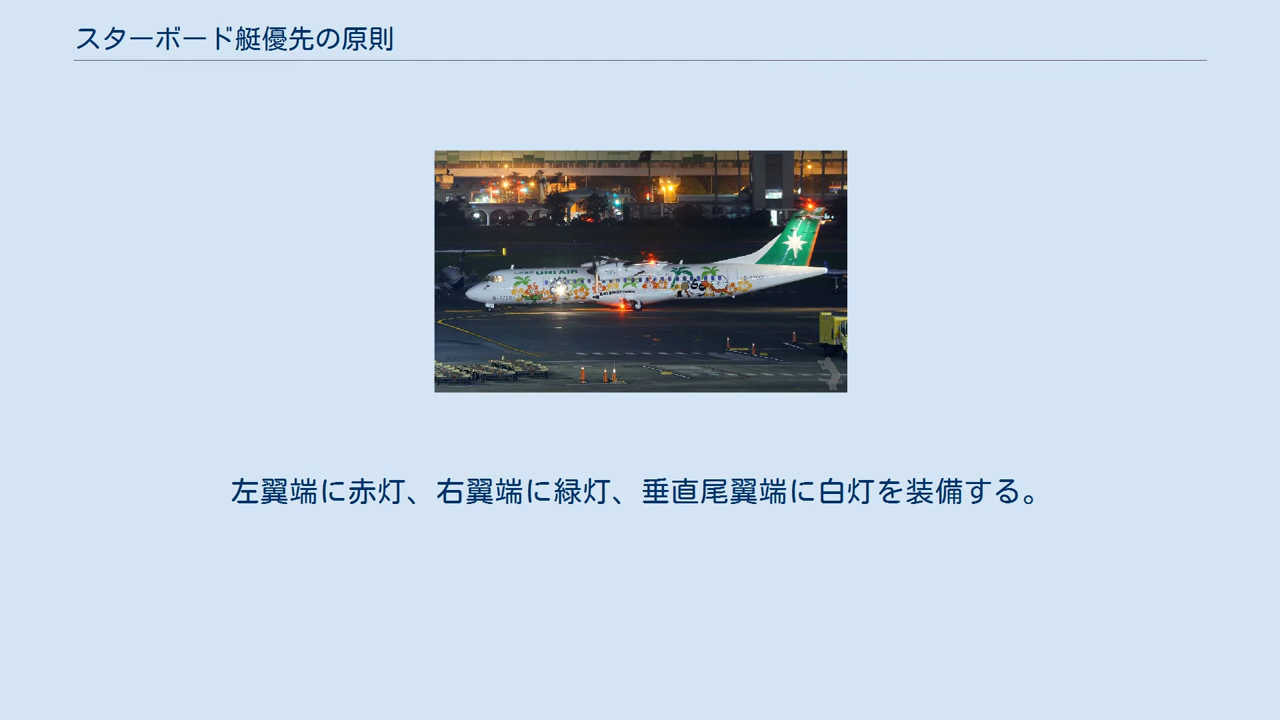 スターボード艇優先の原則
UNI AIR
左翼端に赤灯、右翼端に緑灯、垂直尾翼端に白灯を装備する。